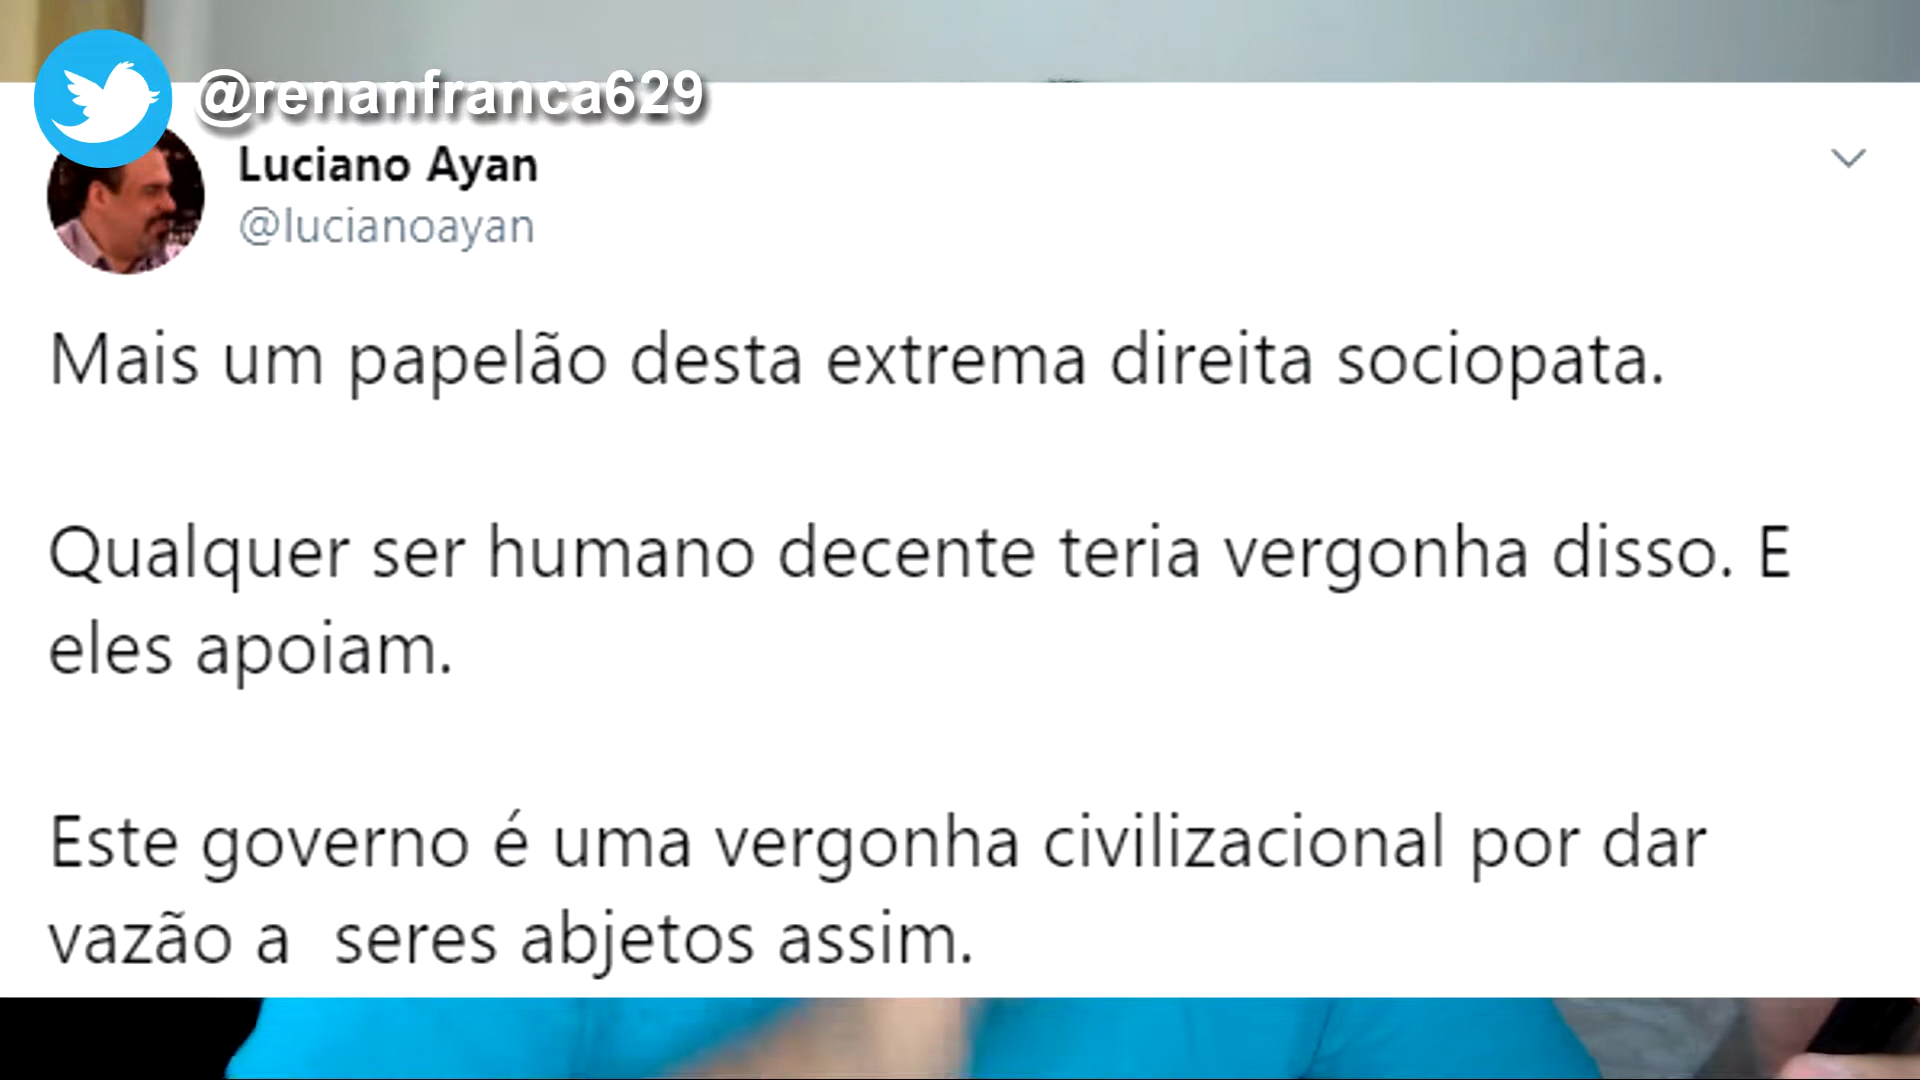 @renanfranca629
Luciano Ayan
@lucianoayan
Mais um papelão desta extrema direita sociopata.
Qualquer ser humano decente teria vergonha disso. E
eles apoiam.
Este governo é uma vergonha civilizacional por dar
vazão a  seres abjetos assim.